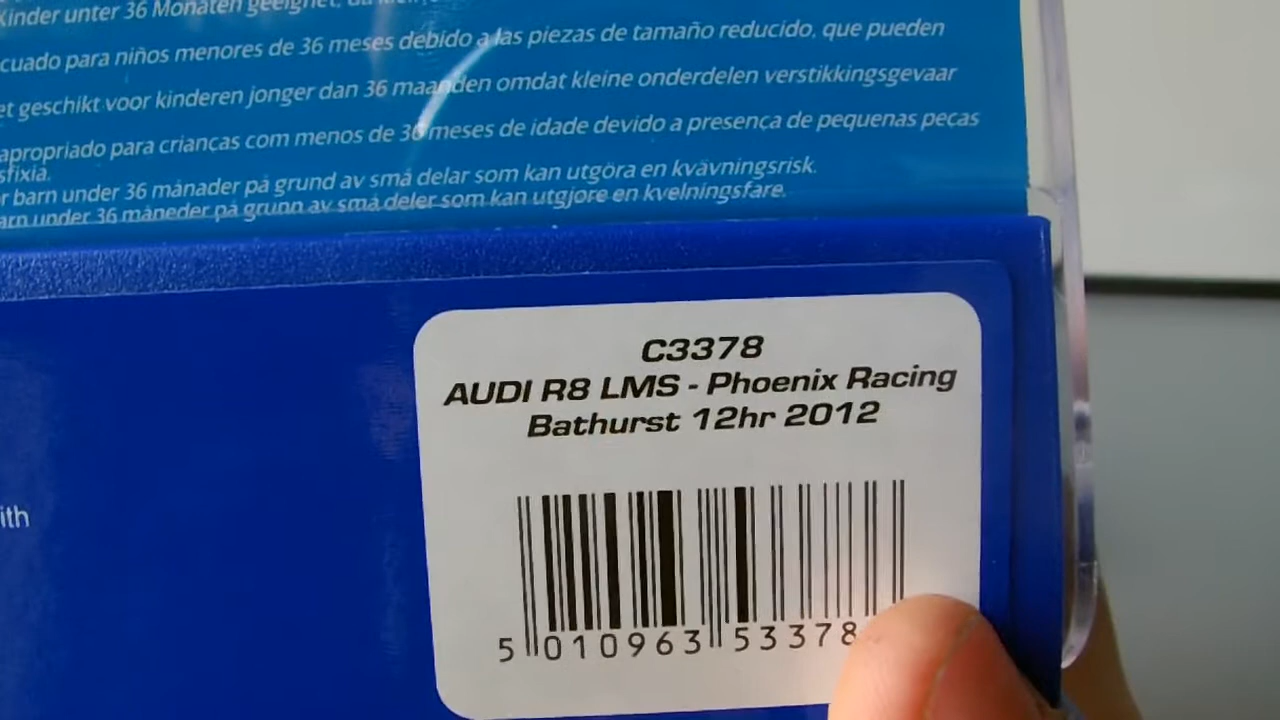 Kinder unter 36 Monaten geeignet, da
cuado para niños menores de 36 meses debido a las piezas de tamaño reducido, que pueden
et geschikt voor kinderen jonger dan 36 maanden omdat kleine onderdelen verstikkingsgevaar
apropriado para crianças com menos de 36 meses de idade devido a presença de pequenas peças
sfixia.
r barn under 36 månader på grund av små delar som kan utgöra en kvävningsrisk.
arn under 36 måneder på grunn av små deler som kan utgjore en kvelningsfare.
C3378
AUDI R8 LMS - Phoenix Racing
Bathurst 12hr 2012
ith
5 010963 53378